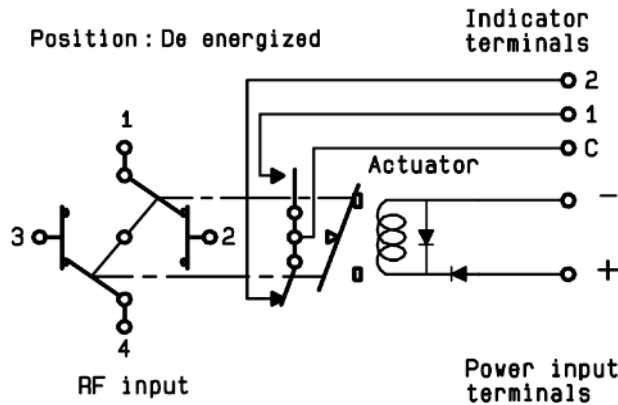 Position : De energized
Indicator
terminals
2
1
C
1
Actuator
-
3
2
+
4
RF input
Power input
terminals